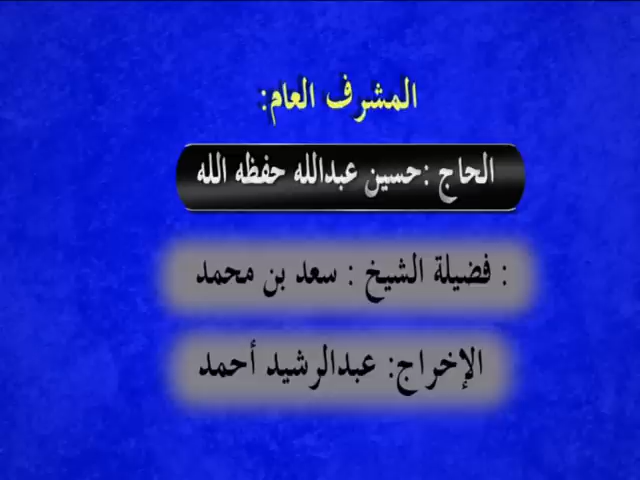 المشرف العام:
الحاج :حسين عبدالله حفظه الله
: فضيلة الشيخ : سعد بن محمد
الإخراج: عبدالرشيد أحمد